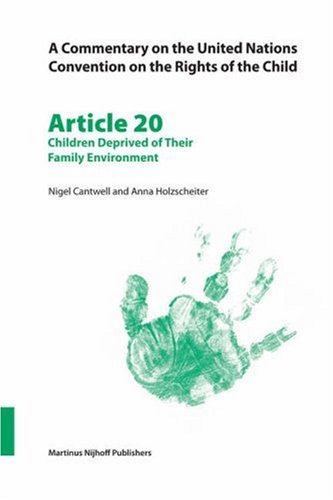 A Commentary on the United Nations
Convention on the Rights of the Child
Article 20
Children Deprived of Their
Family Environment
Nigel Cantwell and Anna Holzscheiter
Martinus Nijhoff Publishers